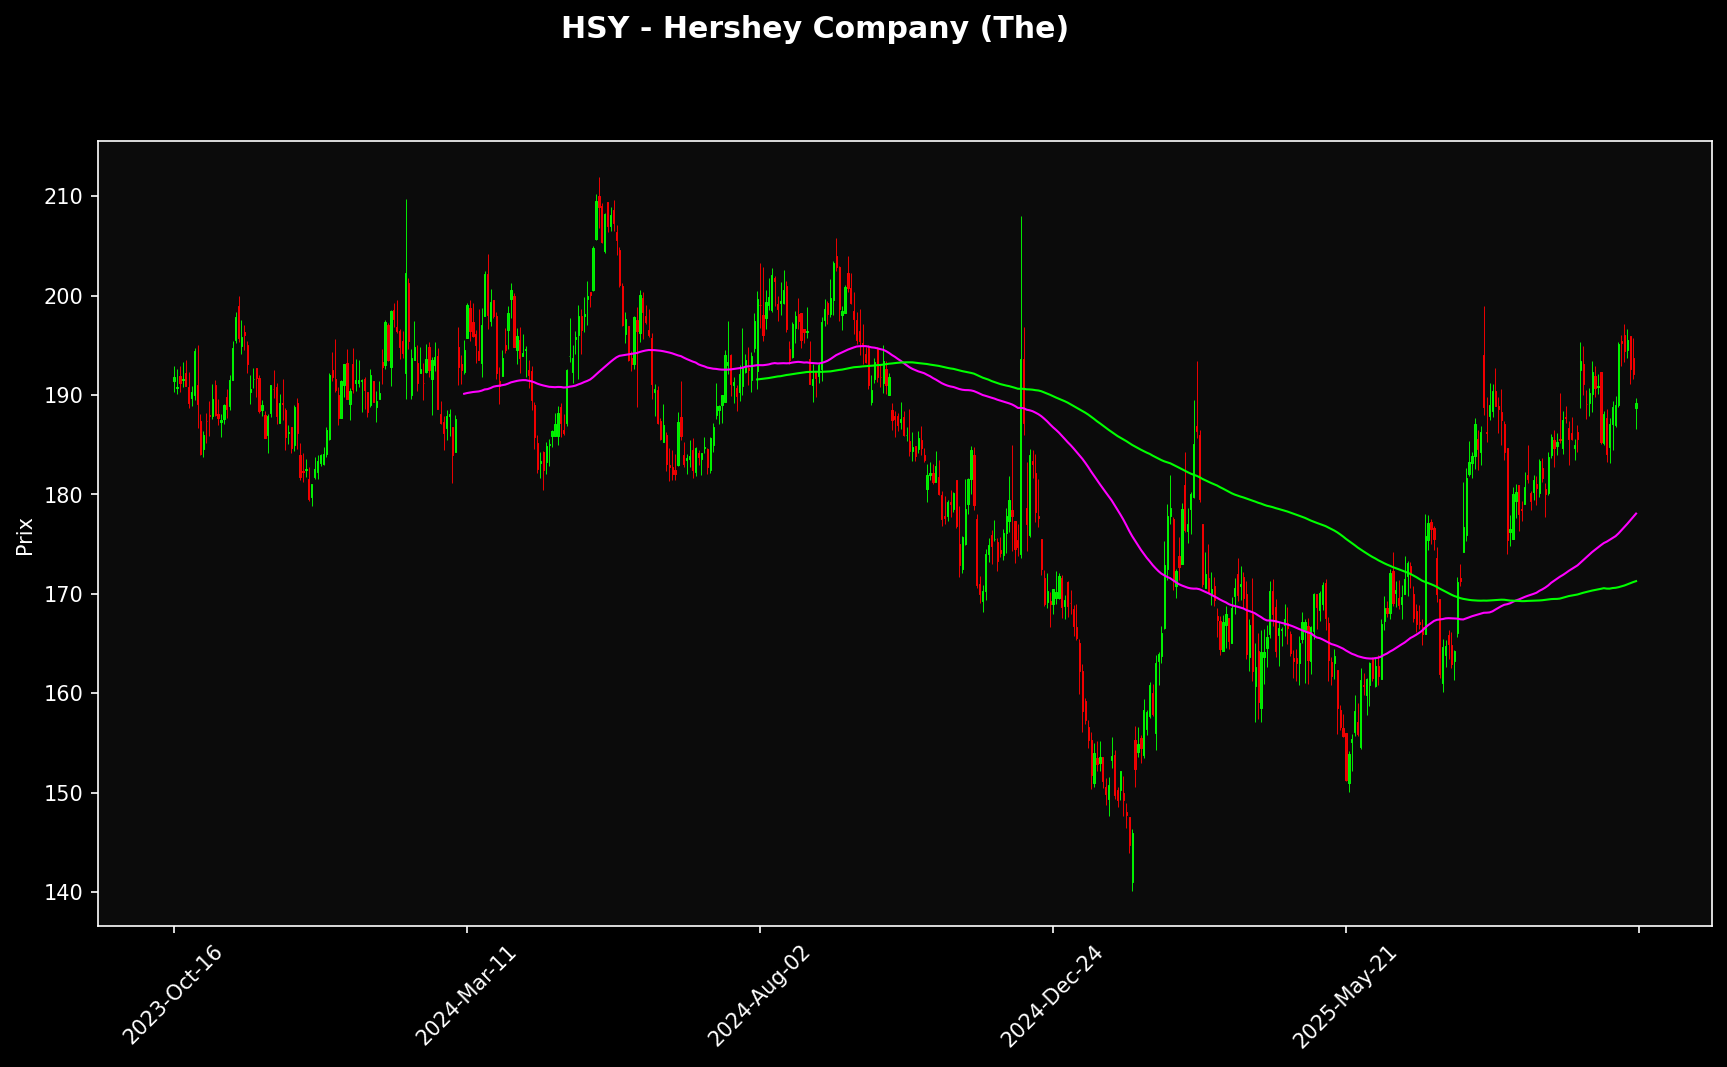 HSY - Hershey Company (The)
Prix
210
200
190
180
170
160
150
140
2023-Oct-16
2024-Mar-11
2024-Aug-02
2024-Dec-24
2025-May-21